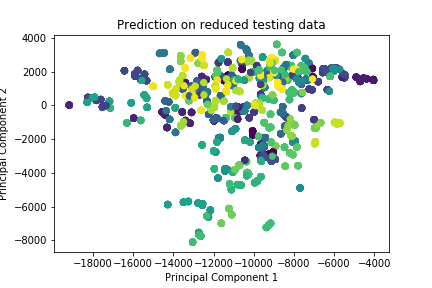 Prediction on reduced testing data
4000
2000
0
−2000
−4000
−6000
−8000
Principal Component 2
−18000 −16000 −14000 −12000 −10000 −8000 −6000 −4000
Principal Component 1